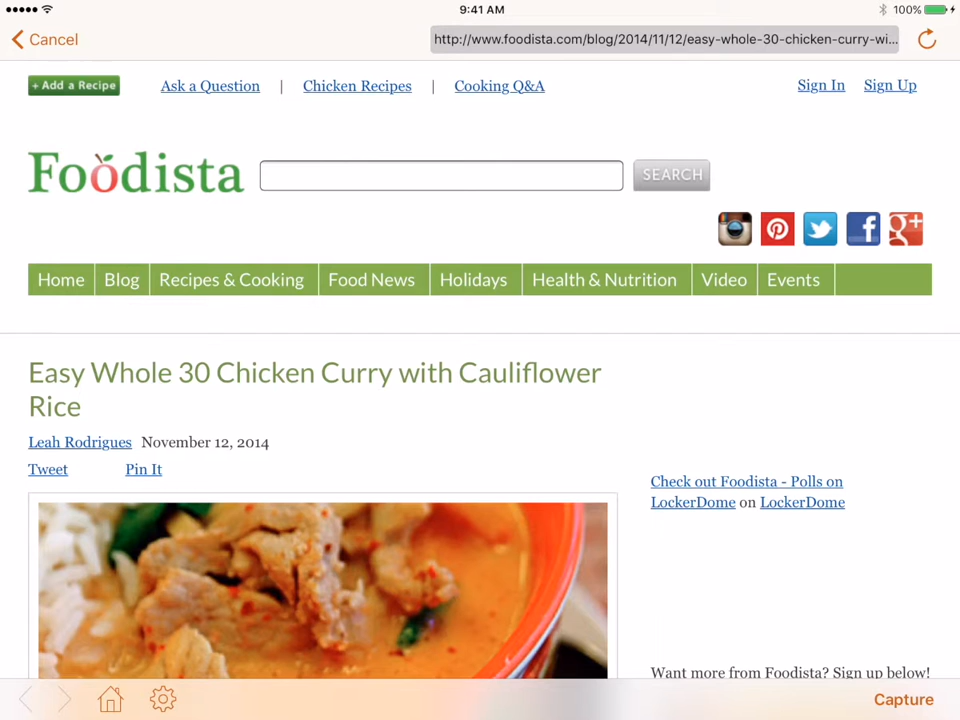 9:41 AM
100%
Cancel
http://www.foodista.com/blog/2014/11/12/easy-whole-30-chicken-curry-wi...
+ Add a Recipe
Ask a Question | Chicken Recipes | Cooking Q&A
Sign In Sign Up
Foodista
SEARCH
Home Blog Recipes & Cooking Food News Holidays Health & Nutrition Video Events
Easy Whole 30 Chicken Curry with Cauliflower
Rice
Leah Rodrigues November 12, 2014
Tweet Pin It
Check out Foodista - Polls on
LockerDome on LockerDome
Want more from Foodista? Sign up below!
Capture